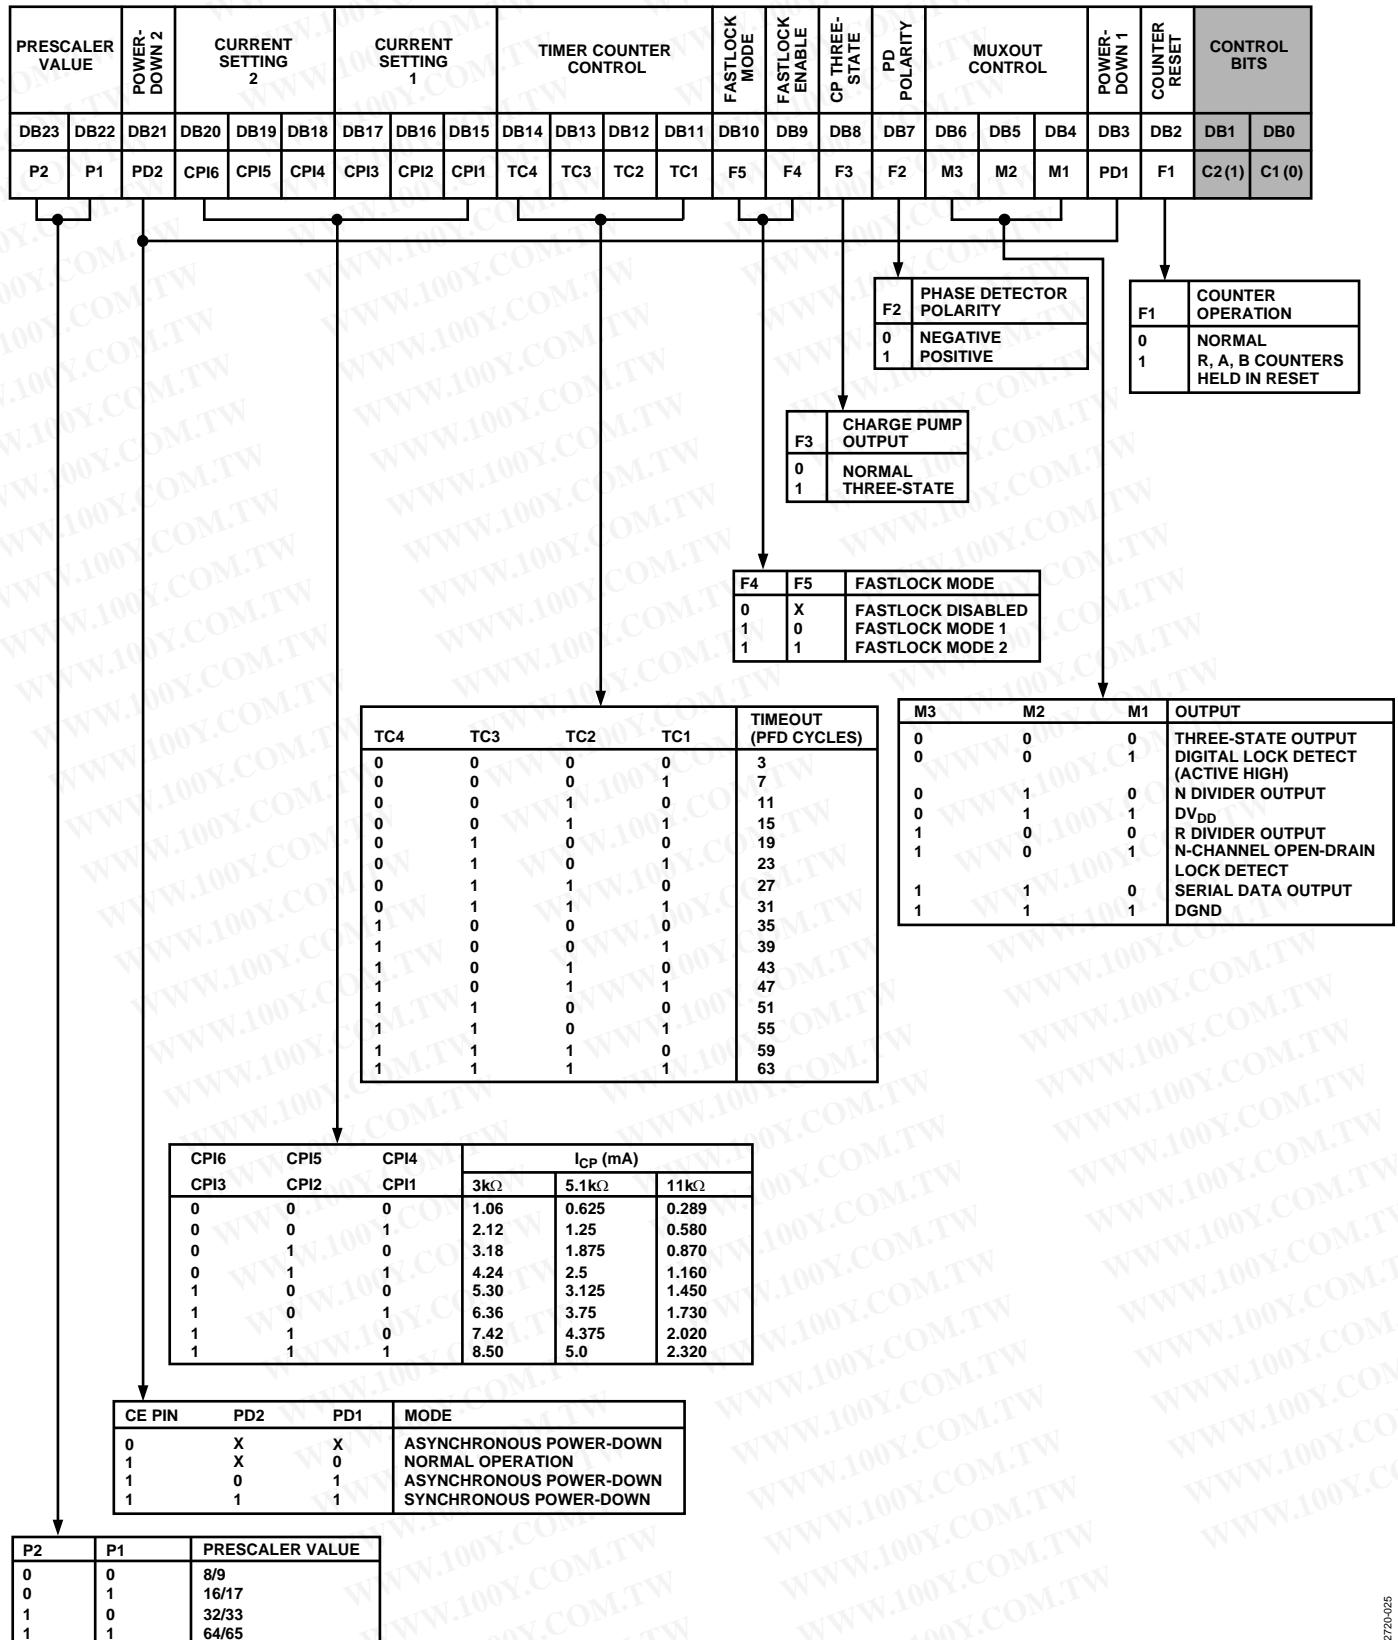 PRESCALER VALUE
POWER-DOWN 2
CURRENT SETTING 2
CURRENT SETTING 1
TIMER COUNTER CONTROL
FASTLOCK MODE
FASTLOCK ENABLE
CP THREE-STATE
PD POLARITY
MUXOUT CONTROL
POWER-DOWN 1
COUNTER RESET
CONTROL BITS
DB23 DB22 DB21 DB20 DB19 DB18 DB17 DB16 DB15 DB14 DB13 DB12 DB11 DB10 DB9 DB8 DB7 DB6 DB5 DB4 DB3 DB2 DB1 DB0
P2 P1 PD2 CPI6 CPI5 CPI4 CPI3 CPI2 CPI1 TC4 TC3 TC2 TC1 F5 F4 F3 F2 M3 M2 M1 PD1 F1 C2 (1) C1 (0)
F2 PHASE DETECTOR POLARITY
0 NEGATIVE
1 POSITIVE
F1 COUNTER OPERATION
0 NORMAL
1 R, A, B COUNTERS HELD IN RESET
F3 CHARGE PUMP OUTPUT
0 NORMAL
1 THREE-STATE
F4 F5 FASTLOCK MODE
0 X FASTLOCK DISABLED
1 0 FASTLOCK MODE 1
1 1 FASTLOCK MODE 2
M3 M2 M1 OUTPUT
0 0 0 THREE-STATE OUTPUT
0 0 1 DIGITAL LOCK DETECT (ACTIVE HIGH)
0 1 0 N DIVIDER OUTPUT
0 1 1 DVDD
1 0 0 R DIVIDER OUTPUT
1 0 1 N-CHANNEL OPEN-DRAIN LOCK DETECT
1 1 0 SERIAL DATA OUTPUT
1 1 1 DGND
TC4 TC3 TC2 TC1 TIMEOUT (PFD CYCLES)
0 0 0 0 3
0 0 0 1 7
0 0 1 0 11
0 0 1 1 15
0 1 0 0 19
0 1 0 1 23
0 1 1 0 27
0 1 1 1 31
1 0 0 0 35
1 0 0 1 39
1 0 1 0 43
1 0 1 1 47
1 1 0 0 51
1 1 0 1 55
1 1 1 0 59
1 1 1 1 63
CPI6 CPI5 CPI4 ICP (mA)
CPI3 CPI2 CPI1 3kΩ 5.1kΩ 11kΩ
0 0 0 1.06 0.625 0.289
0 0 1 2.12 1.25 0.580
0 1 0 3.18 1.875 0.870
0 1 1 4.24 2.5 1.160
1 0 0 5.30 3.125 1.450
1 0 1 6.36 3.75 1.730
1 1 0 7.42 4.375 2.020
1 1 1 8.50 5.0 2.320
CE PIN PD2 PD1 MODE
0 X X ASYNCHRONOUS POWER-DOWN
1 X 0 NORMAL OPERATION
1 0 1 ASYNCHRONOUS POWER-DOWN
1 1 1 SYNCHRONOUS POWER-DOWN
P2 P1 PRESCALER VALUE
0 0 8/9
0 1 16/17
1 0 32/33
1 1 64/65
2720-025
WWW.100Y.COM.TW